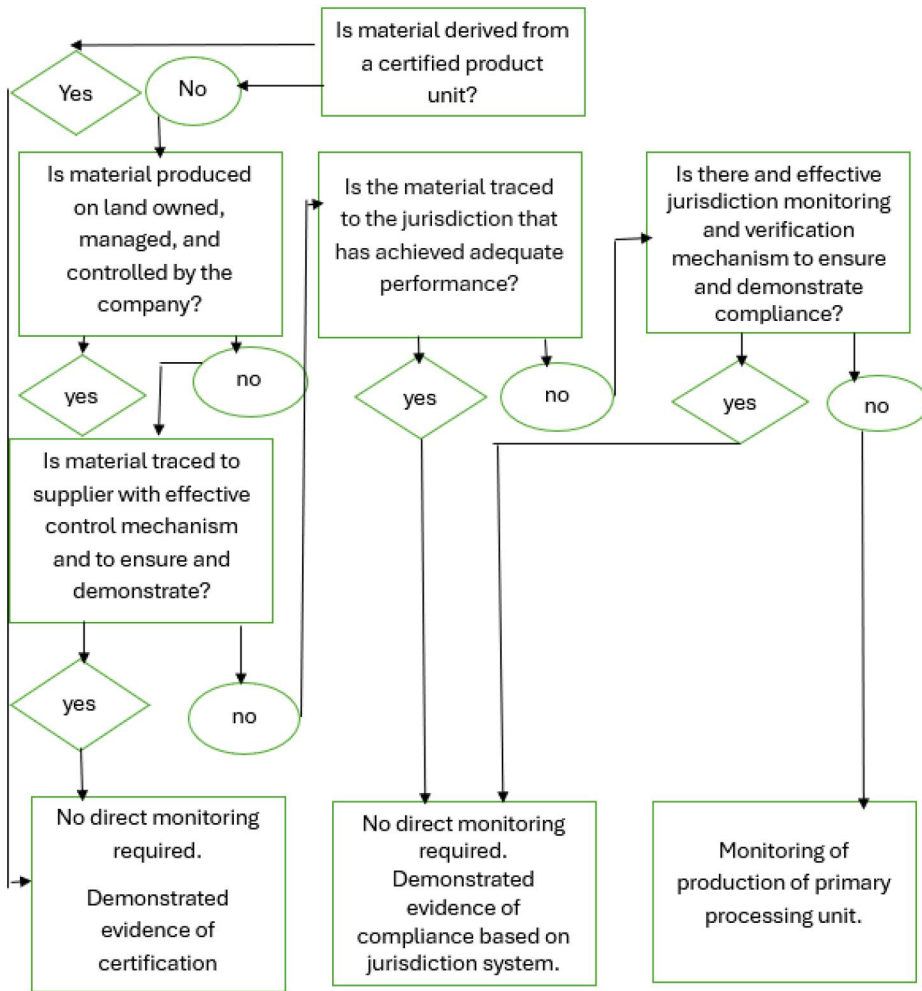 Is material derived from
a certified product
unit?
Yes
No
Is material produced
on land owned,
managed, and
controlled by the
company?
Is the material traced
to the jurisdiction that
has achieved adequate
performance?
Is there and effective
jurisdiction monitoring
and verification
mechanism to ensure
and demonstrate
compliance?
yes
no
yes
no
yes
no
Is material traced to
supplier with effective
control mechanism
and to ensure and
demonstrate?
yes
no
No direct monitoring
required.
Demonstrated
evidence of
certification
No direct monitoring
required.
Demonstrated
evidence of
compliance based on
jurisdiction system.
Monitoring of
production of primary
processing unit.